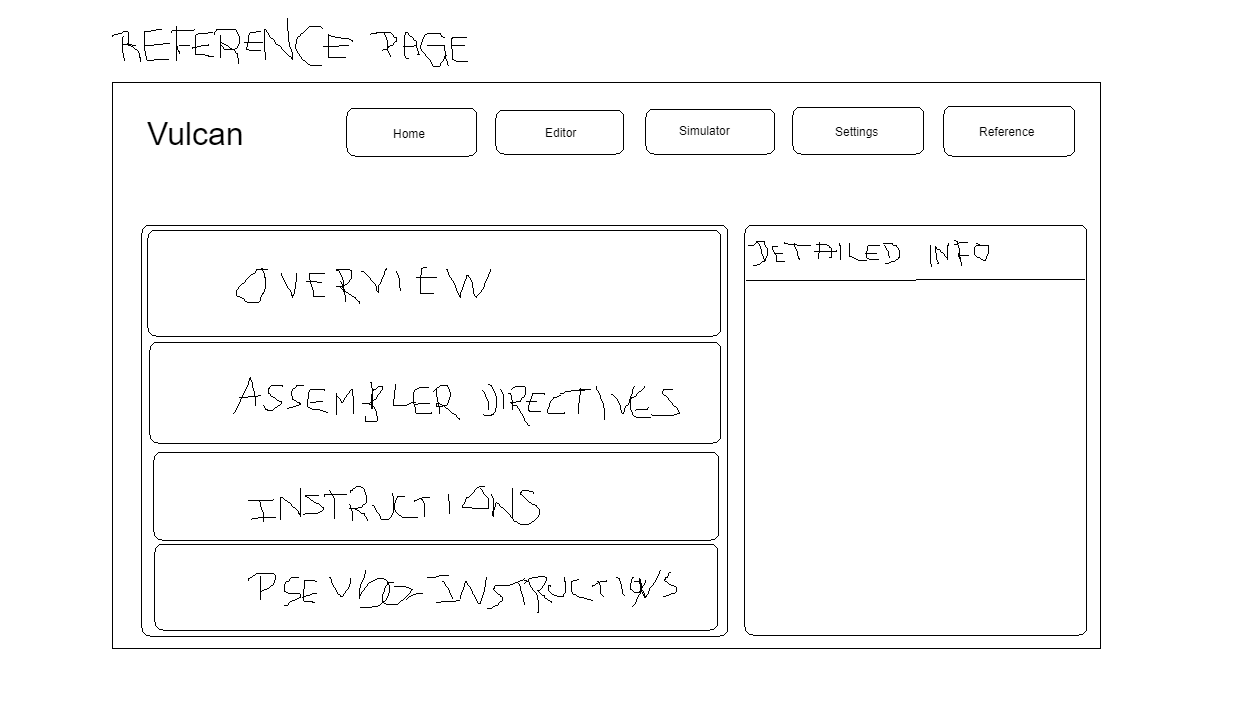 REFERENCE PAGE
Vulcan Home Editor Simulator Settings Reference
OVERVIEW
ASSEMBLER DIRECTIVES
INSTRUCTIONS
PSEUDO-INSTRUCTIONS
DETAILED INFO